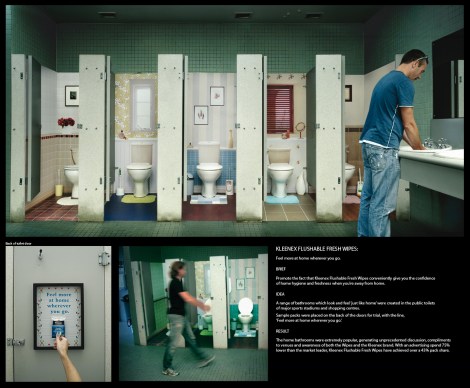 Back of toilet door
Feel more
at home
wherever
you go.
KLEENEX FLUSHABLE FRESH WIPES:
Feel more at home wherever you go.
BRIEF
Promote the fact that Kleenex Flushable Fresh Wipes conveniently give you the confidence
of home hygiene and freshness when you're away from home.
IDEA
A range of bathrooms which look and feel 'just like home' were created in the public toilets
of major sports stadiums and shopping centres.
Sample packs were placed on the back of the doors for trial, with the line,
'Feel more at home wherever you go.'
RESULT
The home bathrooms were extremely popular, generating unprecedented discussion, compliments
to venues and awareness of both the Wipes and the Kleenex brand. With an advertising spend 75%
lower than the market leader, Kleenex Flushable Fresh Wipes have achieved over a 45% pack share.